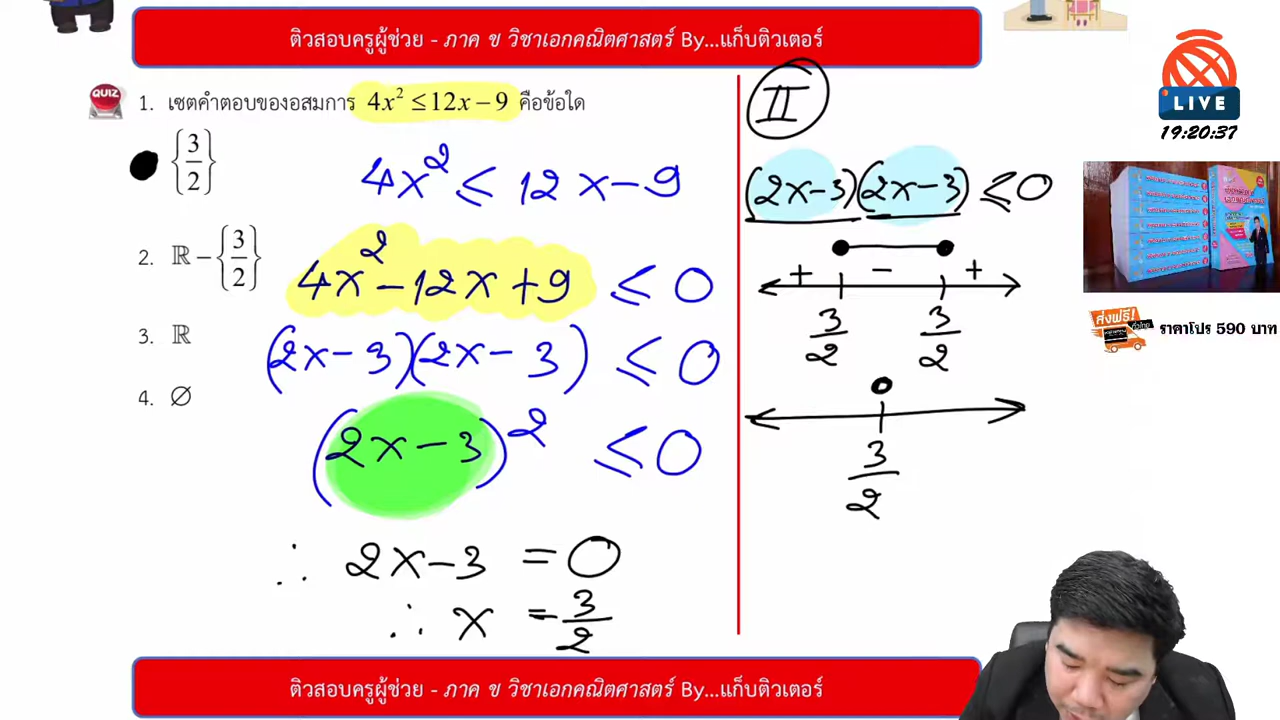 ติวสอบครูผู้ช่วย - ภาค ข วิชาเอกคณิตศาสตร์ By...แก็บติวเตอร์
QUIZ
1. เซตคำตอบของอสมการ 4x² ≤ 12x − 9 คือข้อใด
{3/2}
2. ℝ − {3/2}
3. ℝ
4. ∅
4x² ≤ 12x − 9
4x² − 12x + 9 ≤ 0
(2x − 3)(2x − 3) ≤ 0
(2x − 3)² ≤ 0
∴ 2x − 3 = 0
∴ x = 3/2
II
(2x − 3)(2x − 3) ≤ 0
+ − +
3/2 3/2
3/2
LIVE
19:20:37
ส่งฟรี!
ราคาโปร 590 บาท
ติวสอบครูผู้ช่วย - ภาค ข วิชาเอกคณิตศาสตร์ By...แก็บติวเตอร์